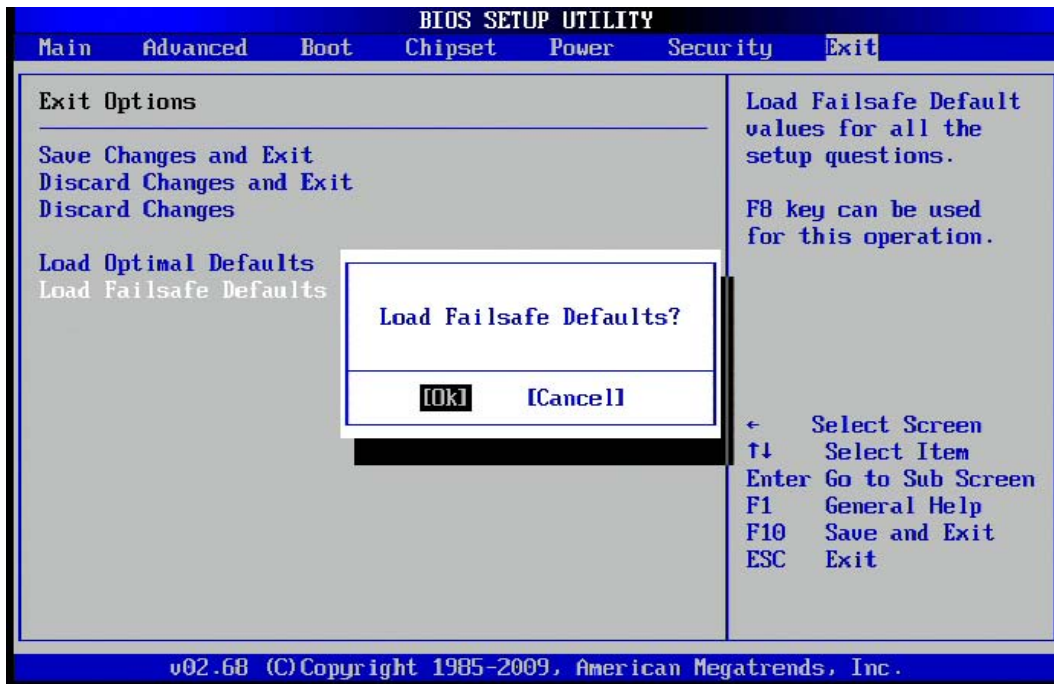 BIOS SETUP UTILITY
Main Advanced Boot Chipset Power Security Exit
Exit Options
Save Changes and Exit
Discard Changes and Exit
Discard Changes
Load Optimal Defaults
Load Failsafe Defaults
Load Failsafe Defaults?
[Ok] [Cancel]
Load Failsafe Default
values for all the
setup questions.
F8 key can be used
for this operation.
← Select Screen
↑↓ Select Item
Enter Go to Sub Screen
F1 General Help
F10 Save and Exit
ESC Exit
v02.68 (C)Copyright 1985-2009, American Megatrends, Inc.